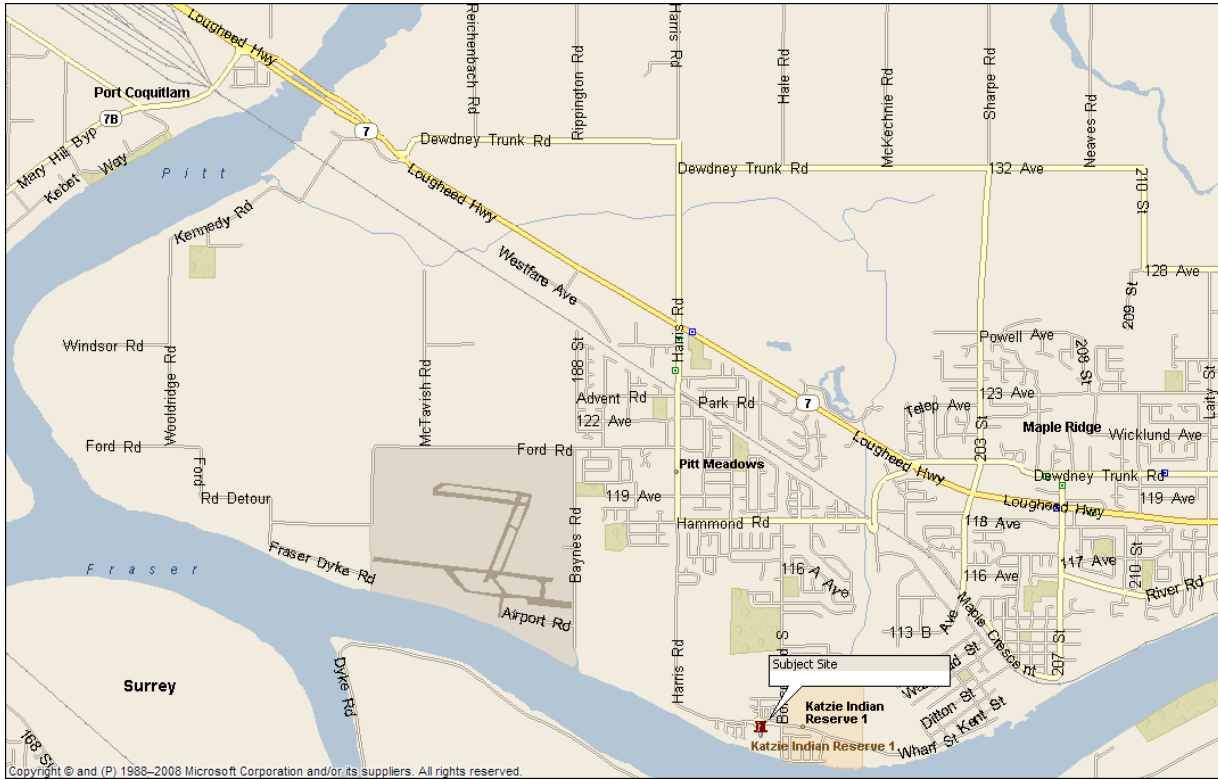 Lougheed Hwy
Reichenbach Rd
Rippington Rd
Harris Rd
Harris Rd
Hale Rd
McKechnie Rd
Sharpe Rd
Neaves Rd
Port Coquitlam
7B
Mary Hill Byp
Kebet Way
Pitt
7
Dewdney Trunk Rd
Dewdney Trunk Rd
132 Ave
210 St
Lougheed Hwy
Kennedy Rd
Westfare Ave
128 Ave
209 St
Windsor Rd
Wooldridge Rd
McTavish Rd
188 St
Harris Rd
Powell Ave
208 St
Laity St
Advent Rd
Park Rd
7
123 Ave
Telep Ave
122 Ave
203 St
Maple Ridge
Wicklund Ave
Ford Rd
Ford Rd
Lougheed Hwy
Pitt Meadows
Dewdney Trunk Rd
Ford
Rd Detour
119 Ave
119 Ave
Lougheed Hwy
Hammond Rd
118 Ave
Baynes Rd
Fraser Dyke Rd
Fraser
116 A Ave
116 Ave
117 Ave
210 St
River Rd
Airport Rd
Maple Crescent
113 B Ave
207 St
Harris Rd
Dyke Rd
Subject Site
Surrey
Ditton St
Kent St
Wharf St
Katzie Indian
Reserve 1
Katzie Indian Reserve 1
168 St
Copyright © and (P) 1988–2008 Microsoft Corporation and/or its suppliers. All rights reserved.